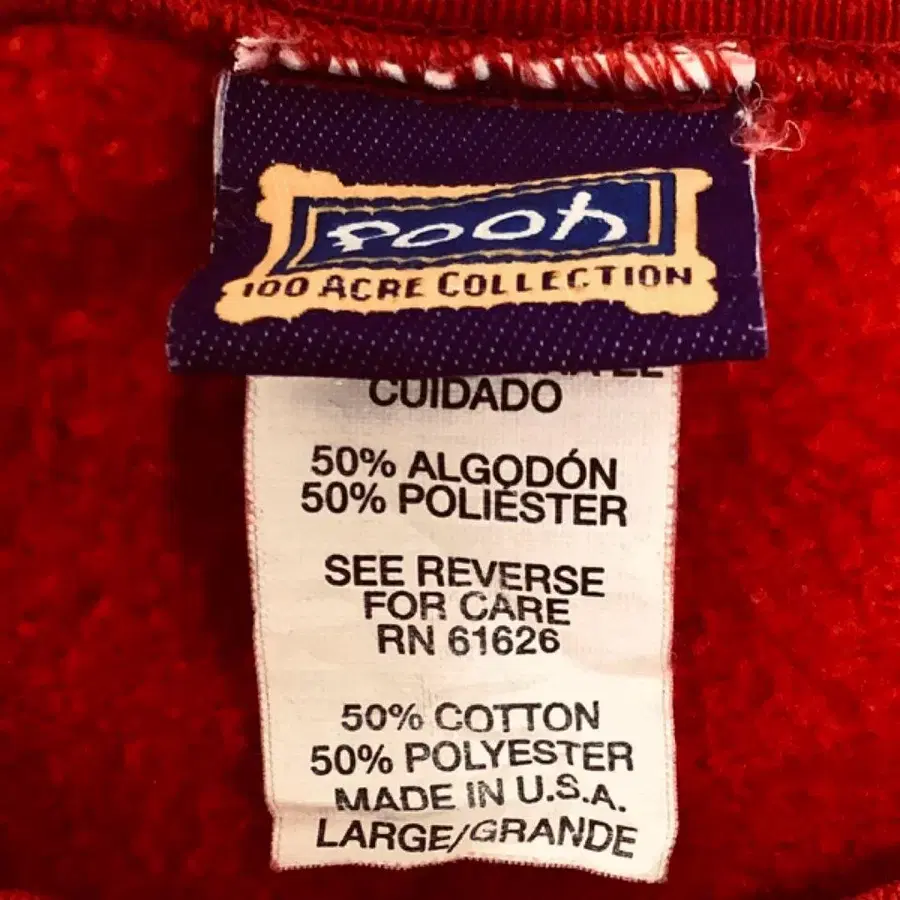 Pooh
100 ACRE COLLECTION
EL
CUIDADO
50% ALGODÓN
50% POLIÉSTER
SEE REVERSE
FOR CARE
RN 61626
50% COTTON
50% POLYESTER
MADE IN U.S.A.
LARGE/GRANDE